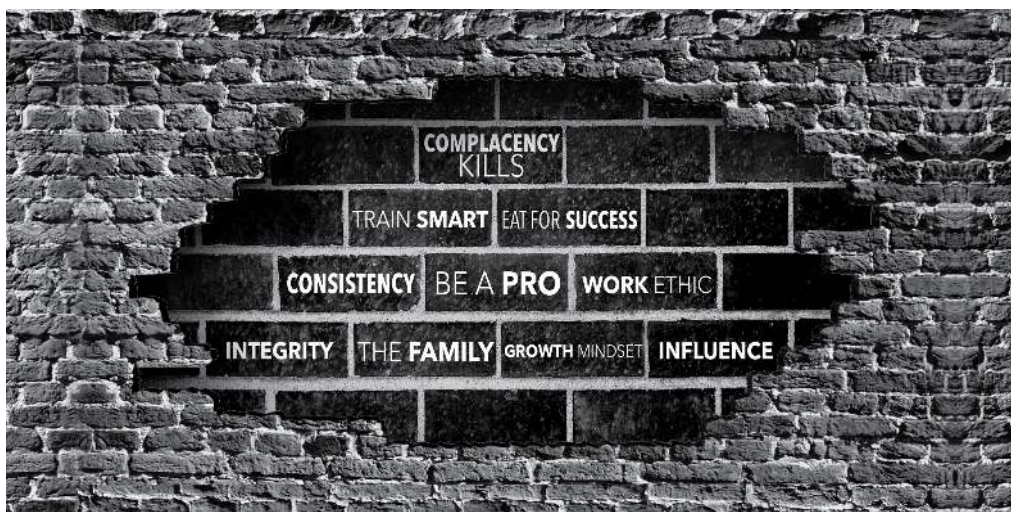 COMPLACENCY
KILLS
TRAIN SMART EAT FOR SUCCESS
CONSISTENCY BE A PRO WORK ETHIC
INTEGRITY THE FAMILY GROWTH MINDSET INFLUENCE